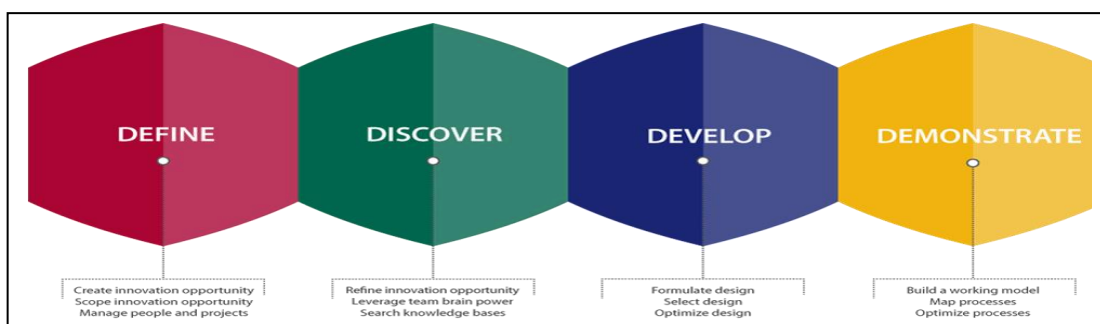 DEFINE
Create innovation opportunity
Scope innovation opportunity
Manage people and projects
DISCOVER
Refine innovation opportunity
Leverage team brain power
Search knowledge bases
DEVELOP
Formulate design
Select design
Optimize design
DEMONSTRATE
Build a working model
Map processes
Optimize processes